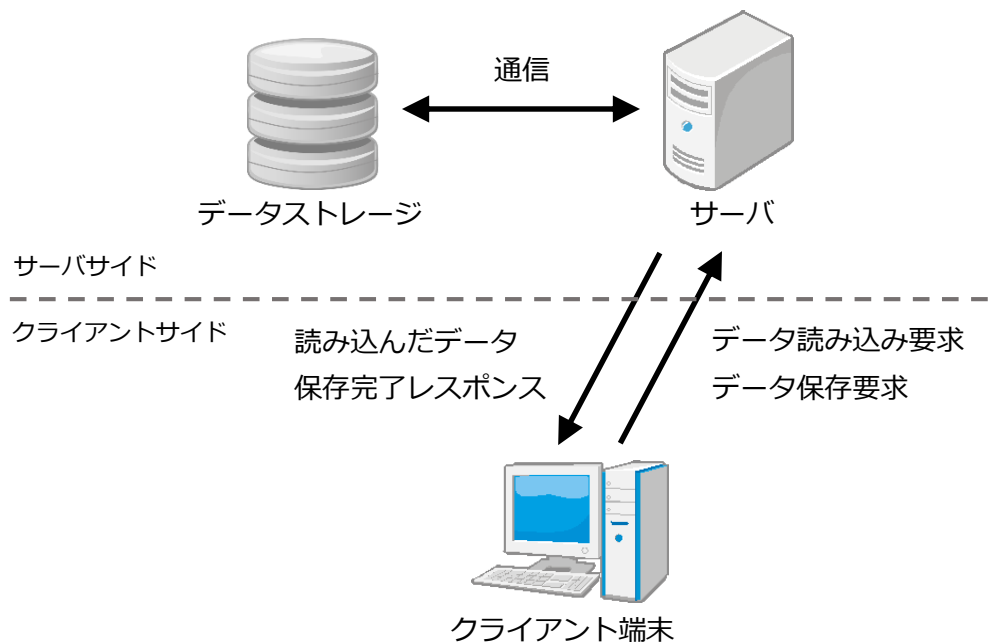 通信
データストレージ
サーバ
サーバサイド
クライアントサイド
読み込んだデータ
保存完了レスポンス
データ読み込み要求
データ保存要求
クライアント端末